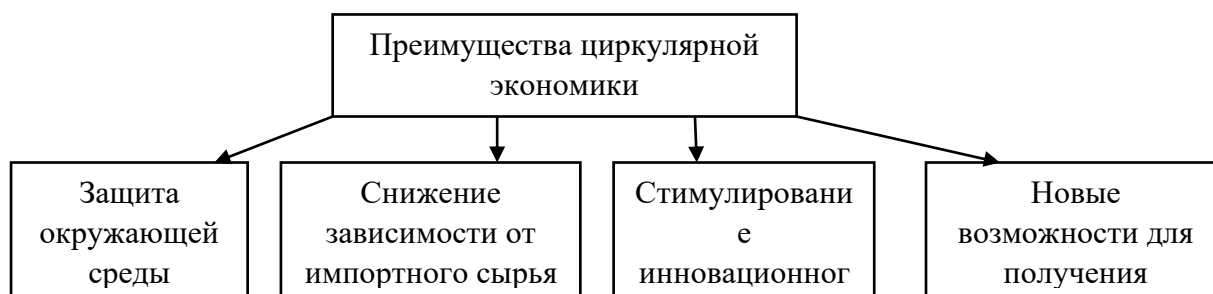 Преимущества циркулярной
экономики
Защита
окружающей
среды
Снижение
зависимости от
импортного сырья
Стимулировани
е
инновационног
Новые
возможности для
получения